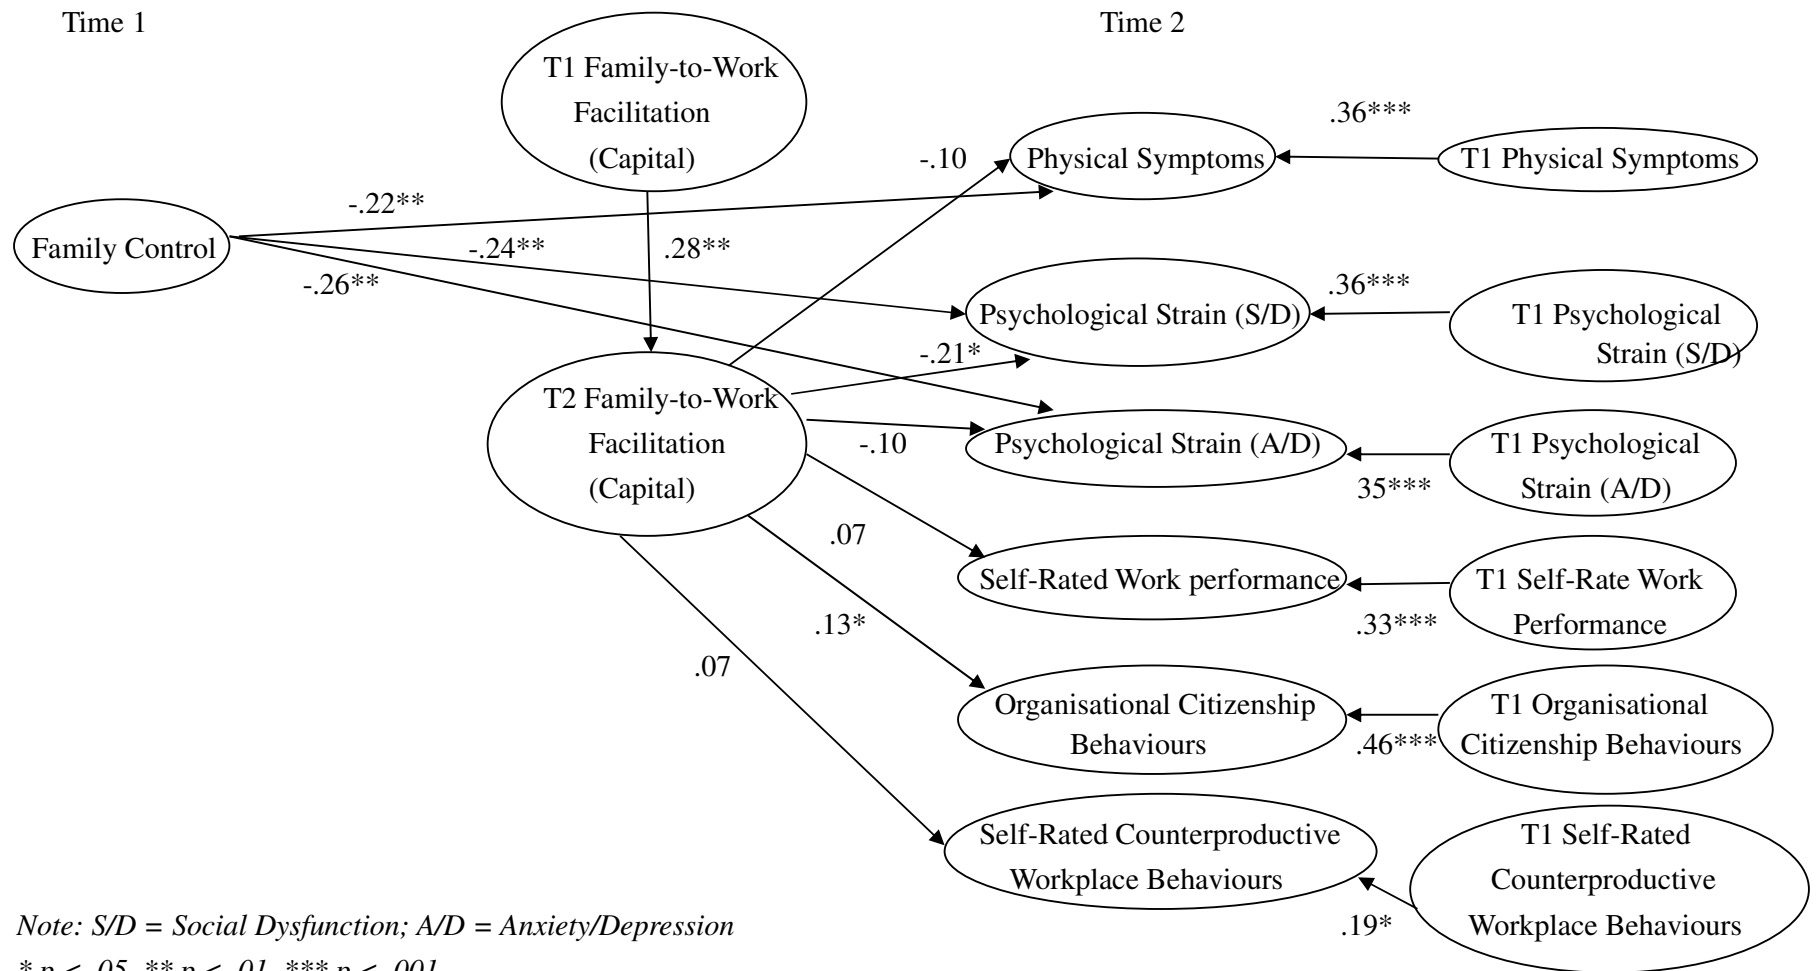 Time 1
Time 2
T1 Family-to-Work
Facilitation
(Capital)
.36***
-.10
Physical Symptoms
T1 Physical Symptoms
-.22**
Family Control
-.24**
.28**
-.26**
.36***
Psychological Strain (S/D)
T1 Psychological
Strain (S/D)
-.21*
T2 Family-to-Work
Facilitation
(Capital)
-.10
Psychological Strain (A/D)
T1 Psychological
Strain (A/D)
35***
.07
Self-Rated Work performance
T1 Self-Rate Work
Performance
.33***
.13*
.07
Organisational Citizenship
Behaviours
T1 Organisational
Citizenship Behaviours
.46***
Self-Rated Counterproductive
Workplace Behaviours
T1 Self-Rated
Counterproductive
Workplace Behaviours
.19*
Note: S/D = Social Dysfunction; A/D = Anxiety/Depression
* p < .05, ** p < .01, *** p < .001